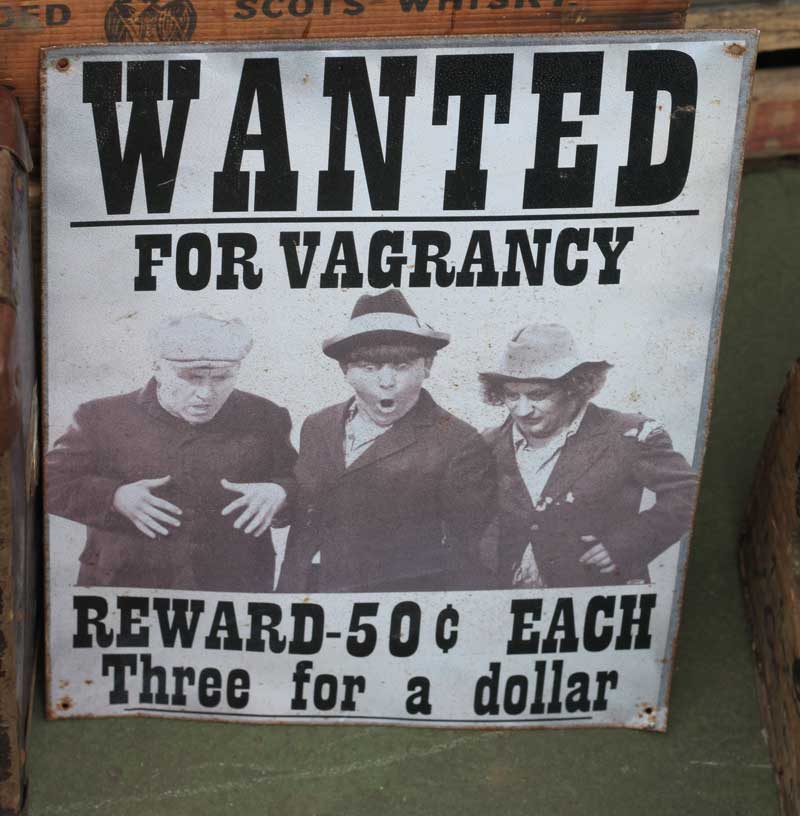 SCOTS WHISKY
WANTED
FOR VAGRANCY
REWARD-50¢ EACH
Three for a dollar